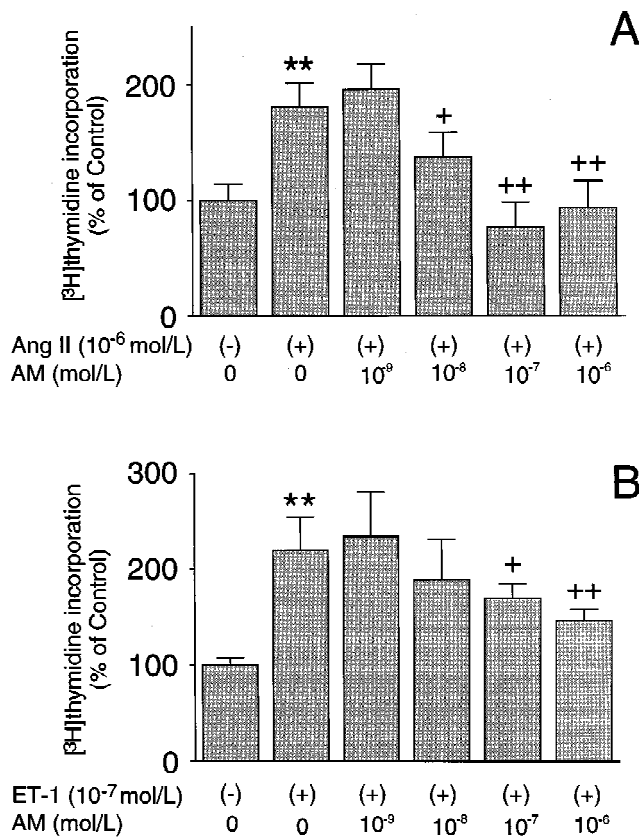 A
[³H]thymidine incorporation
(% of Control)
200
100
0
**
+
++
++
Ang II (10⁻⁶ mol/L) (-) (+) (+) (+) (+) (+)
AM (mol/L) 0 0 10⁻⁹ 10⁻⁸ 10⁻⁷ 10⁻⁶
B
[³H]thymidine incorporation
(% of Control)
300
200
100
0
**
+
++
ET-1 (10⁻⁷ mol/L) (-) (+) (+) (+) (+) (+)
AM (mol/L) 0 0 10⁻⁹ 10⁻⁸ 10⁻⁷ 10⁻⁶